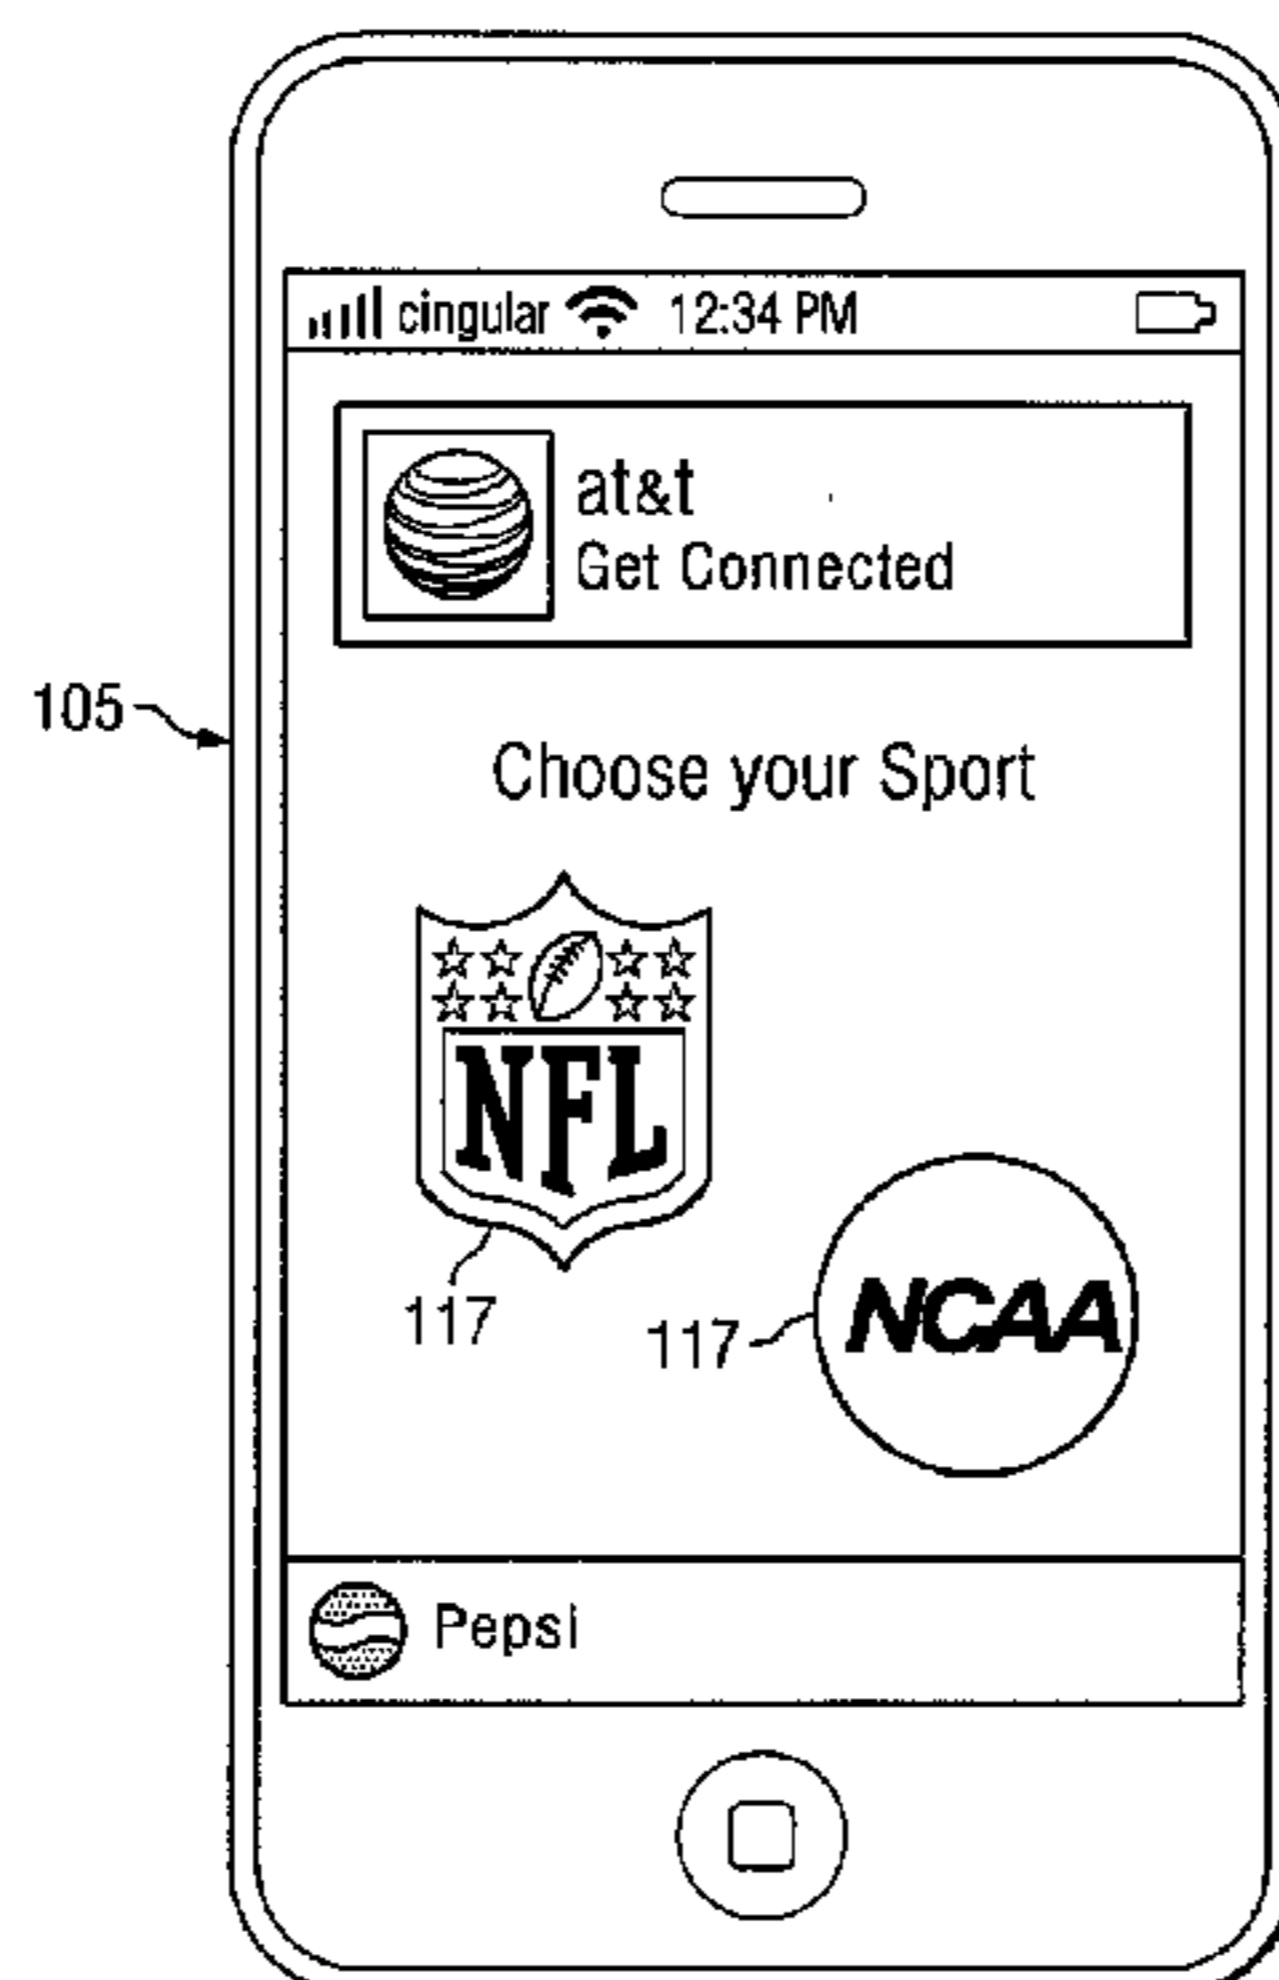 cingular 12:34 PM
at&t
Get Connected
105
Choose your Sport
NFL
117
117
NCAA
Pepsi